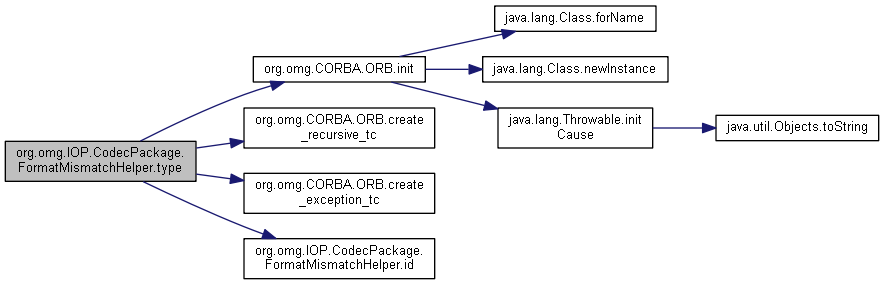 java.lang.Class.forName
org.omg.CORBA.ORB.init
java.lang.Class.newInstance
org.omg.CORBA.ORB.create
_recursive_tc
java.lang.Throwable.init
Cause
java.util.Objects.toString
org.omg.IOP.CodecPackage.
FormatMismatchHelper.type
org.omg.CORBA.ORB.create
_exception_tc
org.omg.IOP.CodecPackage.
FormatMismatchHelper.id